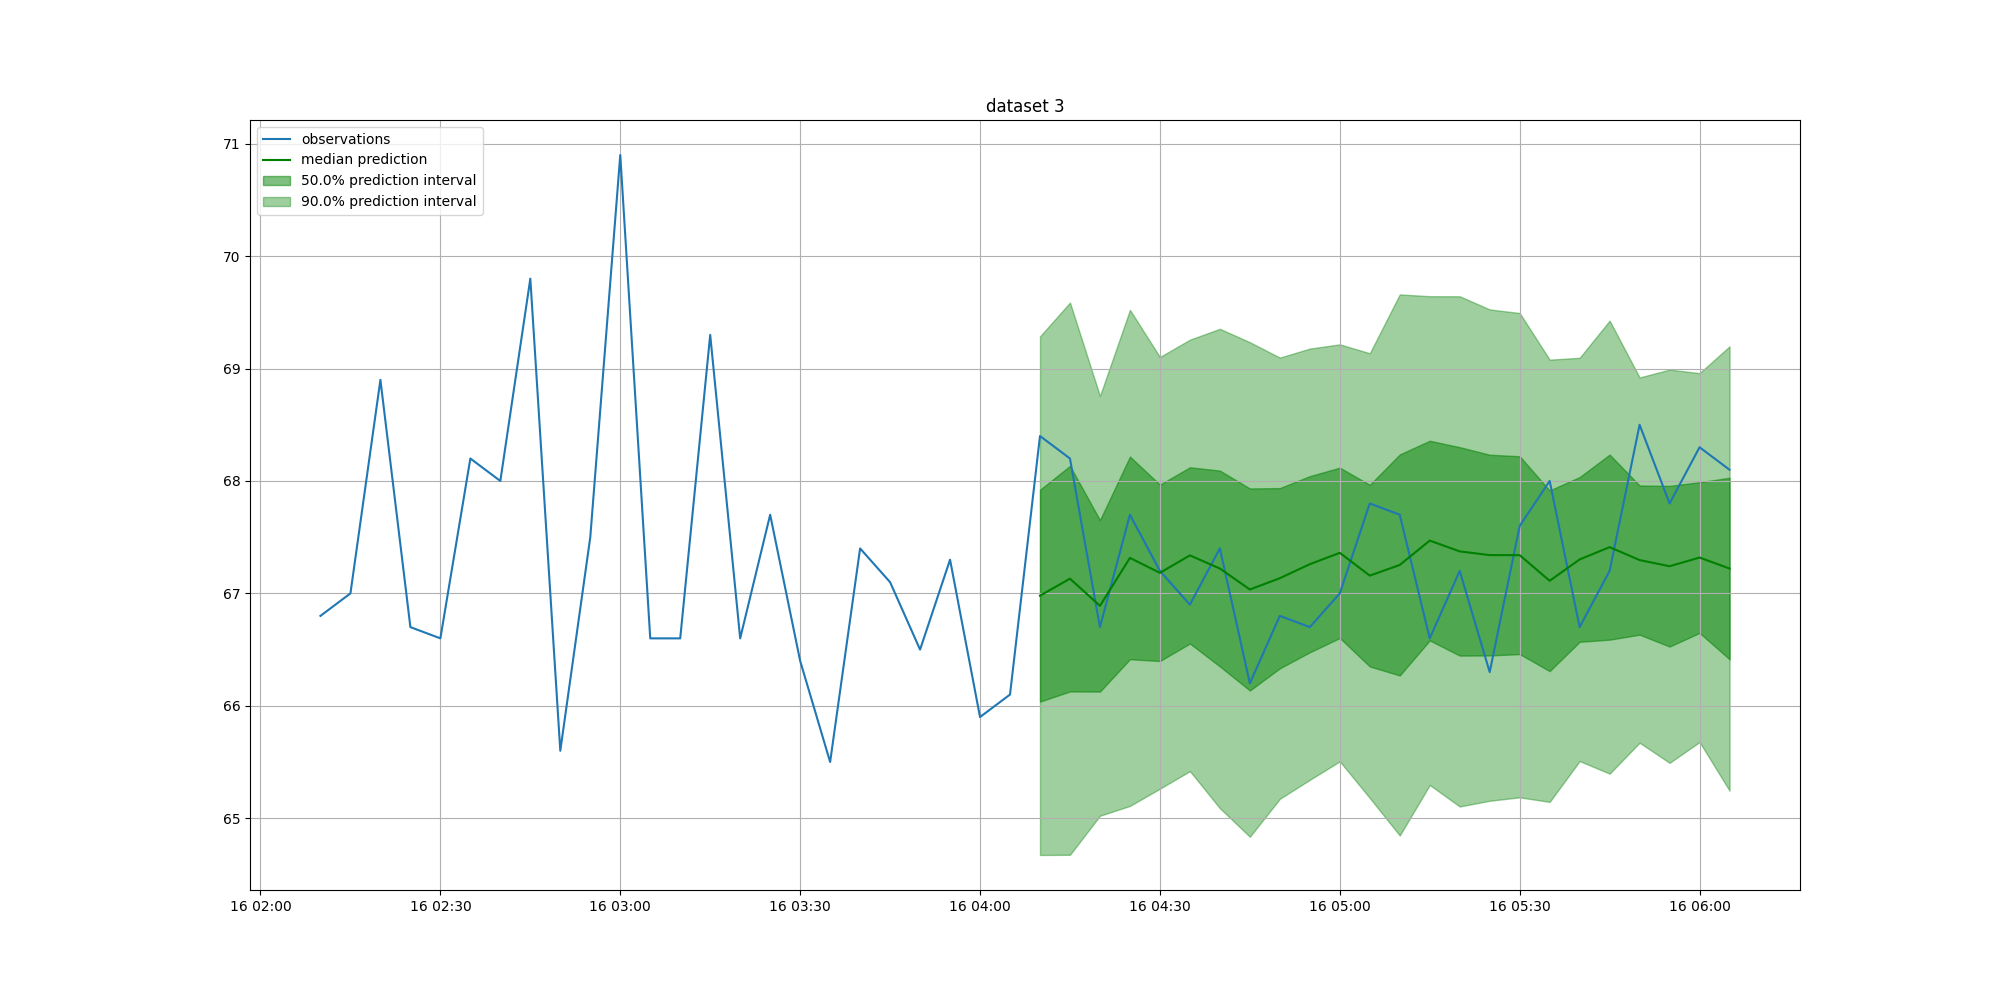 dataset 3
observations
median prediction
50.0% prediction interval
90.0% prediction interval
71
70
69
68
67
66
65
16 02:00 16 02:30 16 03:00 16 03:30 16 04:00 16 04:30 16 05:00 16 05:30 16 06:00